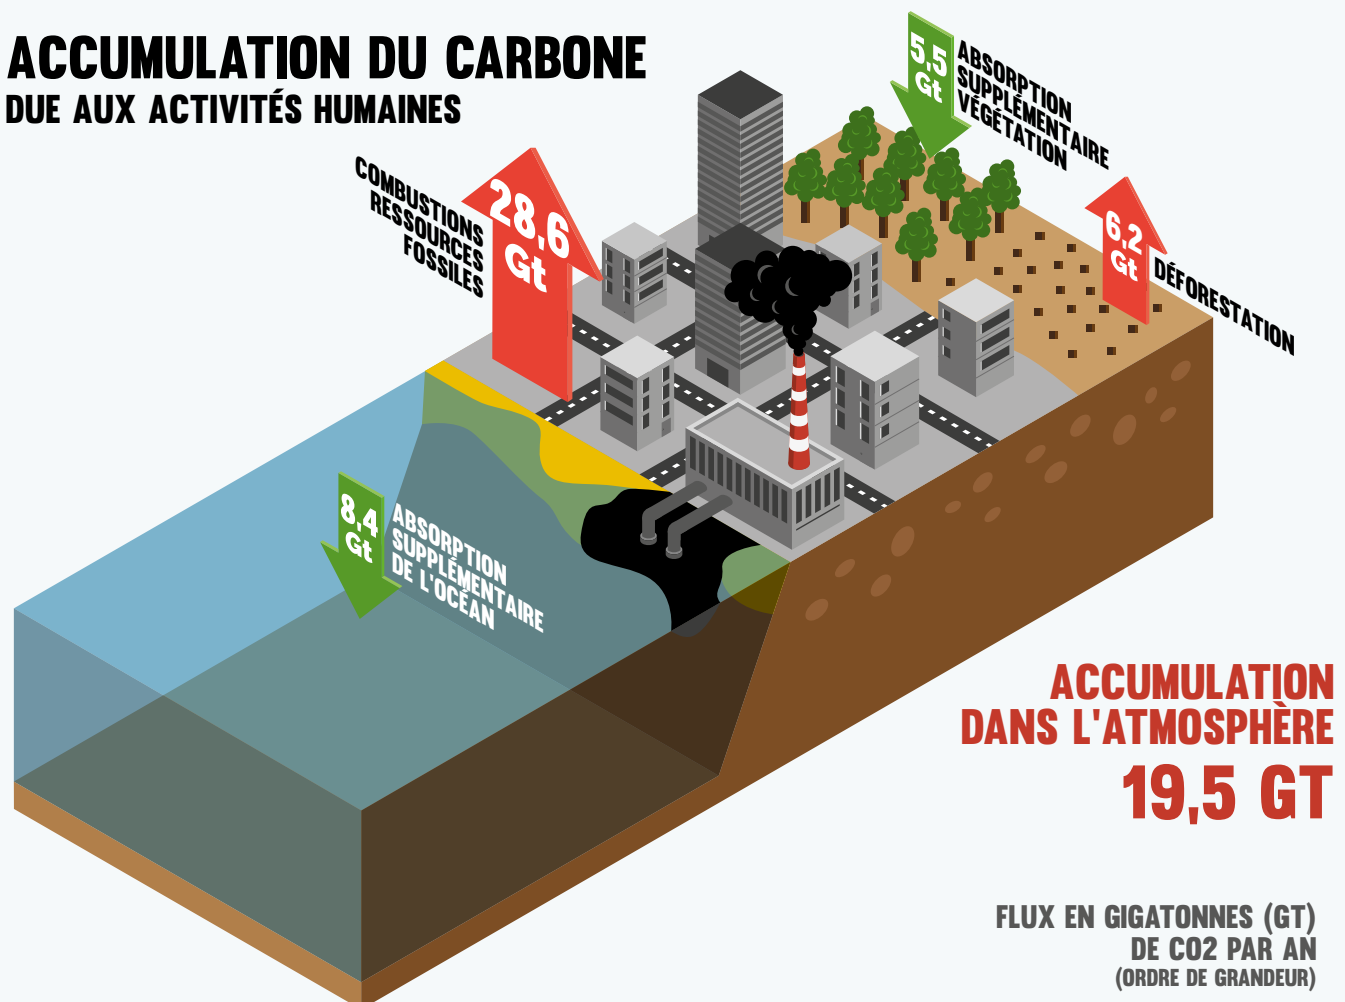 ACCUMULATION DU CARBONE
DUE AUX ACTIVITÉS HUMAINES
5,5
Gt
ABSORPTION
SUPPLÉMENTAIRE
VÉGÉTATION
COMBUSTIONS
RESSOURCES
FOSSILES
28,6
Gt
6,2
Gt
DÉFORESTATION
8,4
Gt
ABSORPTION
SUPPLÉMENTAIRE
DE L'OCÉAN
ACCUMULATION
DANS L'ATMOSPHÈRE
19,5 GT
FLUX EN GIGATONNES (GT)
DE CO2 PAR AN
(ORDRE DE GRANDEUR)